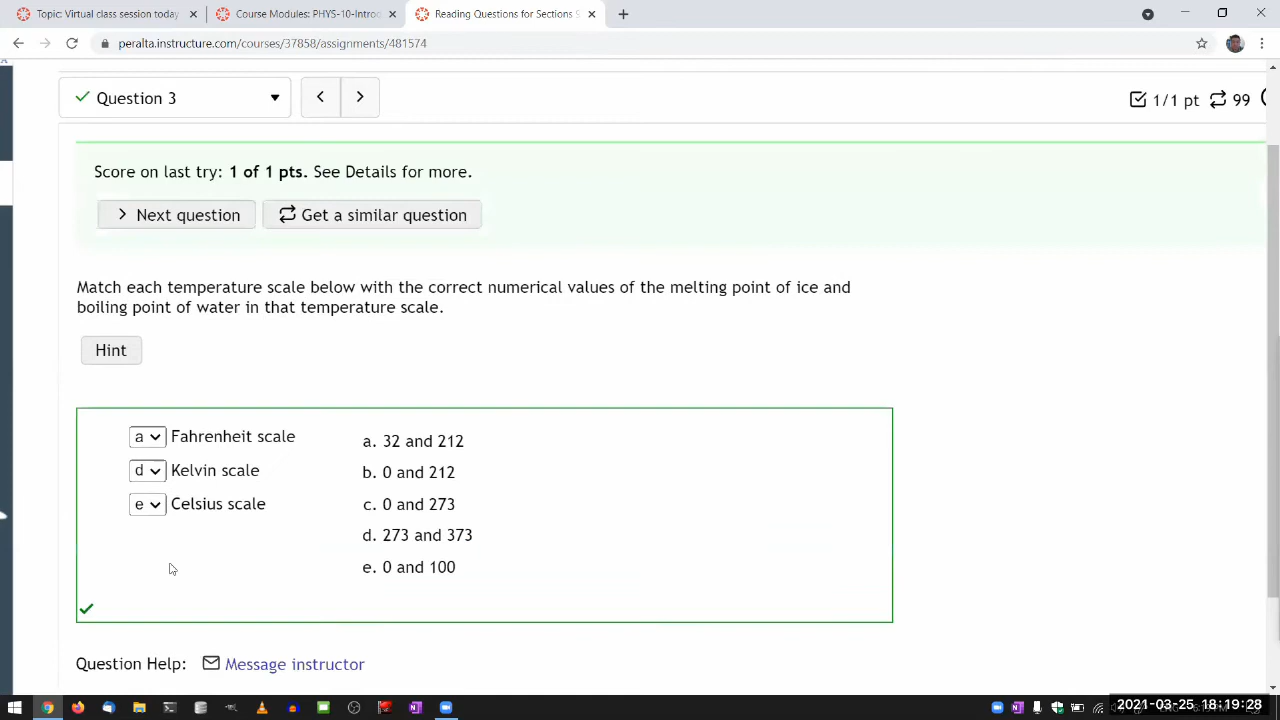 Topic: Virtual class session today
Course Modules: PHYS-10-Introd
Reading Questions for Sections 5
peralta.instructure.com/courses/37858/assignments/481574
Question 3
1/1 pt 99
Score on last try: 1 of 1 pts. See Details for more.
Next question
Get a similar question
Match each temperature scale below with the correct numerical values of the melting point of ice and
boiling point of water in that temperature scale.
Hint
a Fahrenheit scale
d Kelvin scale
e Celsius scale
a. 32 and 212
b. 0 and 212
c. 0 and 273
d. 273 and 373
e. 0 and 100
Question Help: Message instructor
2021-03-25 18:19:28